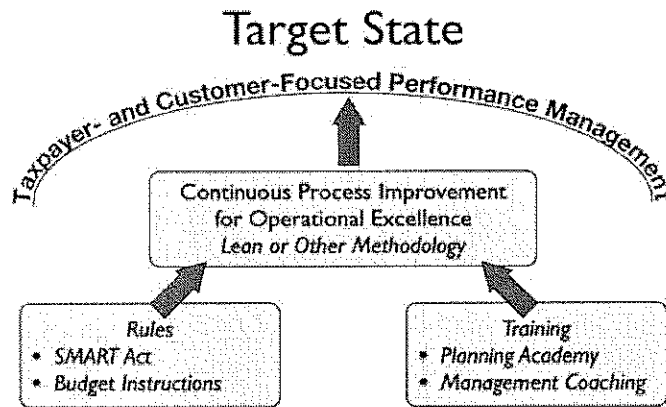 Target State
Taxpayer- and Customer-Focused Performance Management
Continuous Process Improvement
for Operational Excellence
Lean or Other Methodology
Rules
• SMART Act
• Budget Instructions
Training
• Planning Academy
• Management Coaching